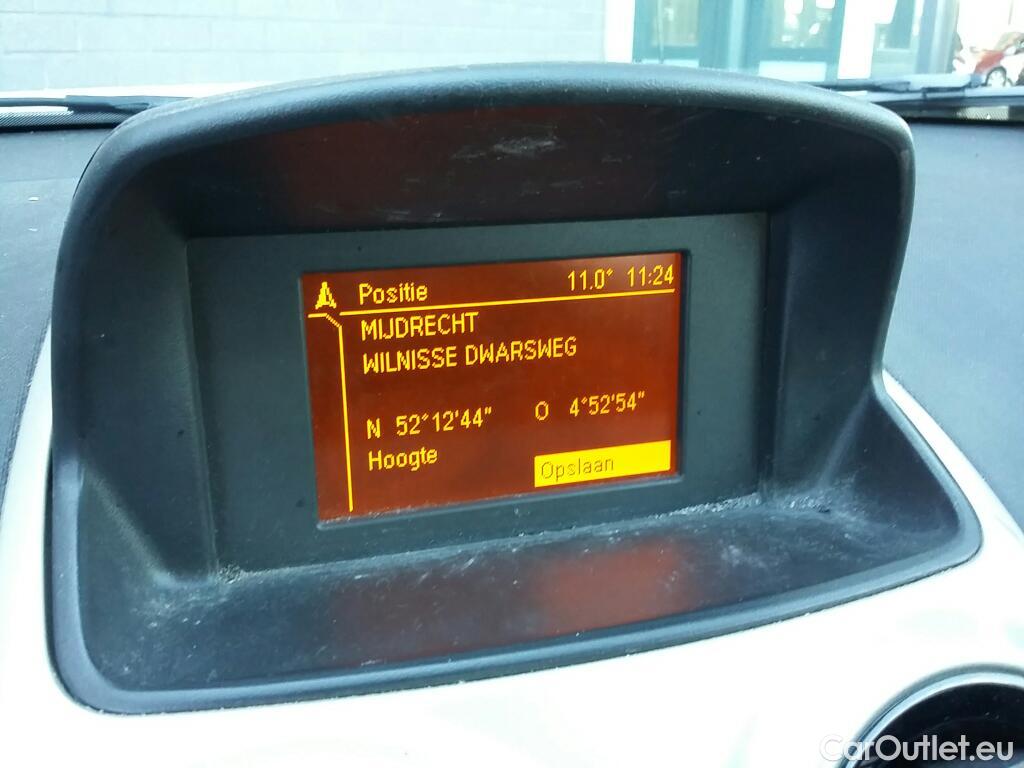 Positie 11.0° 11:24
MIJDRECHT
WILNISSE DWARSWEG
N 52°12'44" O 4°52'54"
Hoogte
Opslaan
CarOutlet.eu